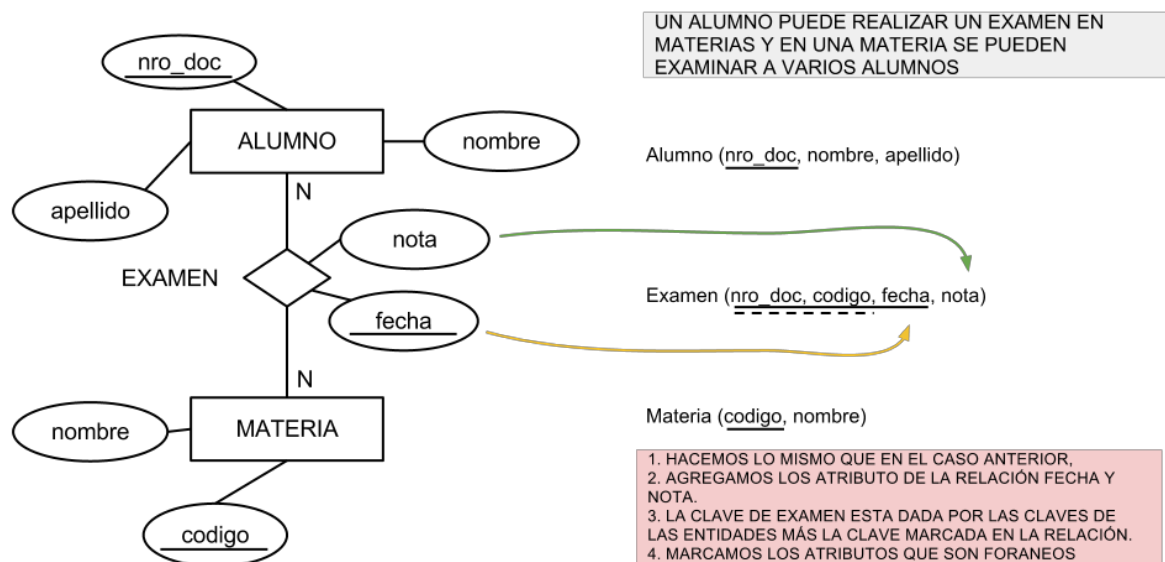 UN ALUMNO PUEDE REALIZAR UN EXAMEN EN
MATERIAS Y EN UNA MATERIA SE PUEDEN
EXAMINAR A VARIOS ALUMNOS
nro_doc
ALUMNO
nombre
apellido
N
nota
EXAMEN
fecha
N
nombre
MATERIA
codigo
Alumno (nro_doc, nombre, apellido)
Examen (nro_doc, codigo, fecha, nota)
Materia (codigo, nombre)
1. HACEMOS LO MISMO QUE EN EL CASO ANTERIOR,
2. AGREGAMOS LOS ATRIBUTO DE LA RELACIÓN FECHA Y
NOTA.
3. LA CLAVE DE EXAMEN ESTA DADA POR LAS CLAVES DE
LAS ENTIDADES MÁS LA CLAVE MARCADA EN LA RELACIÓN.
4. MARCAMOS LOS ATRIBUTOS QUE SON FORANEOS